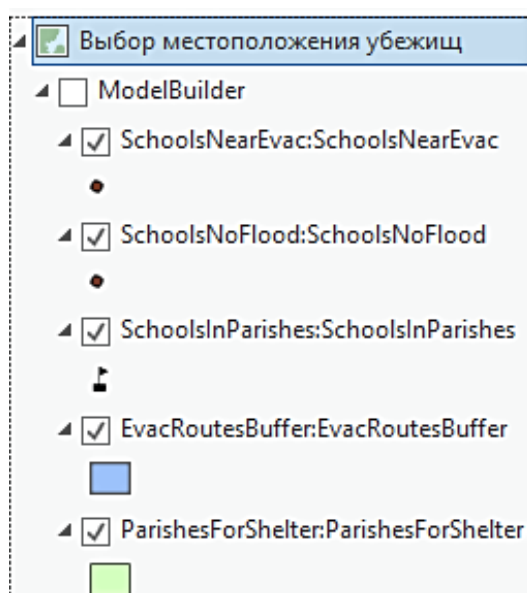 Выбор местоположения убежищ
ModelBuilder
SchoolsNearEvac:SchoolsNearEvac
SchoolsNoFlood:SchoolsNoFlood
SchoolsInParishes:SchoolsInParishes
EvacRoutesBuffer:EvacRoutesBuffer
ParishesForShelter:ParishesForShelter